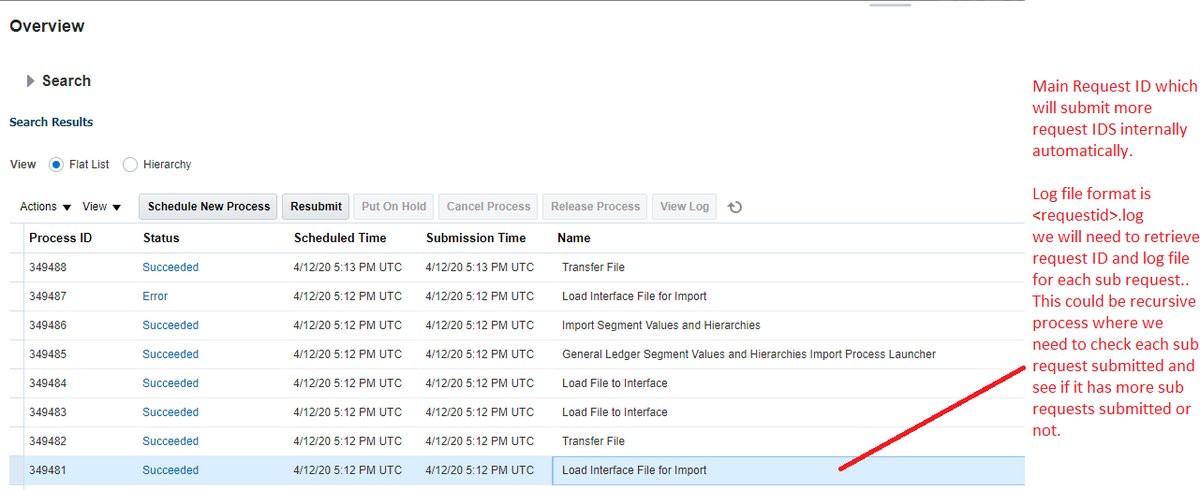 Overview
Search
Search Results
View Flat List Hierarchy
Actions View Schedule New Process Resubmit Put On Hold Cancel Process Release Process View Log
Process ID Status Scheduled Time Submission Time Name
349488 Succeeded 4/12/20 5:13 PM UTC 4/12/20 5:13 PM UTC Transfer File
349487 Error 4/12/20 5:12 PM UTC 4/12/20 5:12 PM UTC Load Interface File for Import
349486 Succeeded 4/12/20 5:12 PM UTC 4/12/20 5:12 PM UTC Import Segment Values and Hierarchies
349485 Succeeded 4/12/20 5:12 PM UTC 4/12/20 5:12 PM UTC General Ledger Segment Values and Hierarchies Import Process Launcher
349484 Succeeded 4/12/20 5:12 PM UTC 4/12/20 5:12 PM UTC Load File to Interface
349483 Succeeded 4/12/20 5:12 PM UTC 4/12/20 5:12 PM UTC Load File to Interface
349482 Succeeded 4/12/20 5:12 PM UTC 4/12/20 5:12 PM UTC Transfer File
349481 Succeeded 4/12/20 5:12 PM UTC 4/12/20 5:12 PM UTC Load Interface File for Import
Main Request ID which
will submit more
request IDS internally
automatically.
Log file format is
<requestid>.log
we will need to retrieve
request ID and log file
for each sub request..
This could be recursive
process where we
need to check each sub
request submitted and
see if it has more sub
requests submitted or
not.